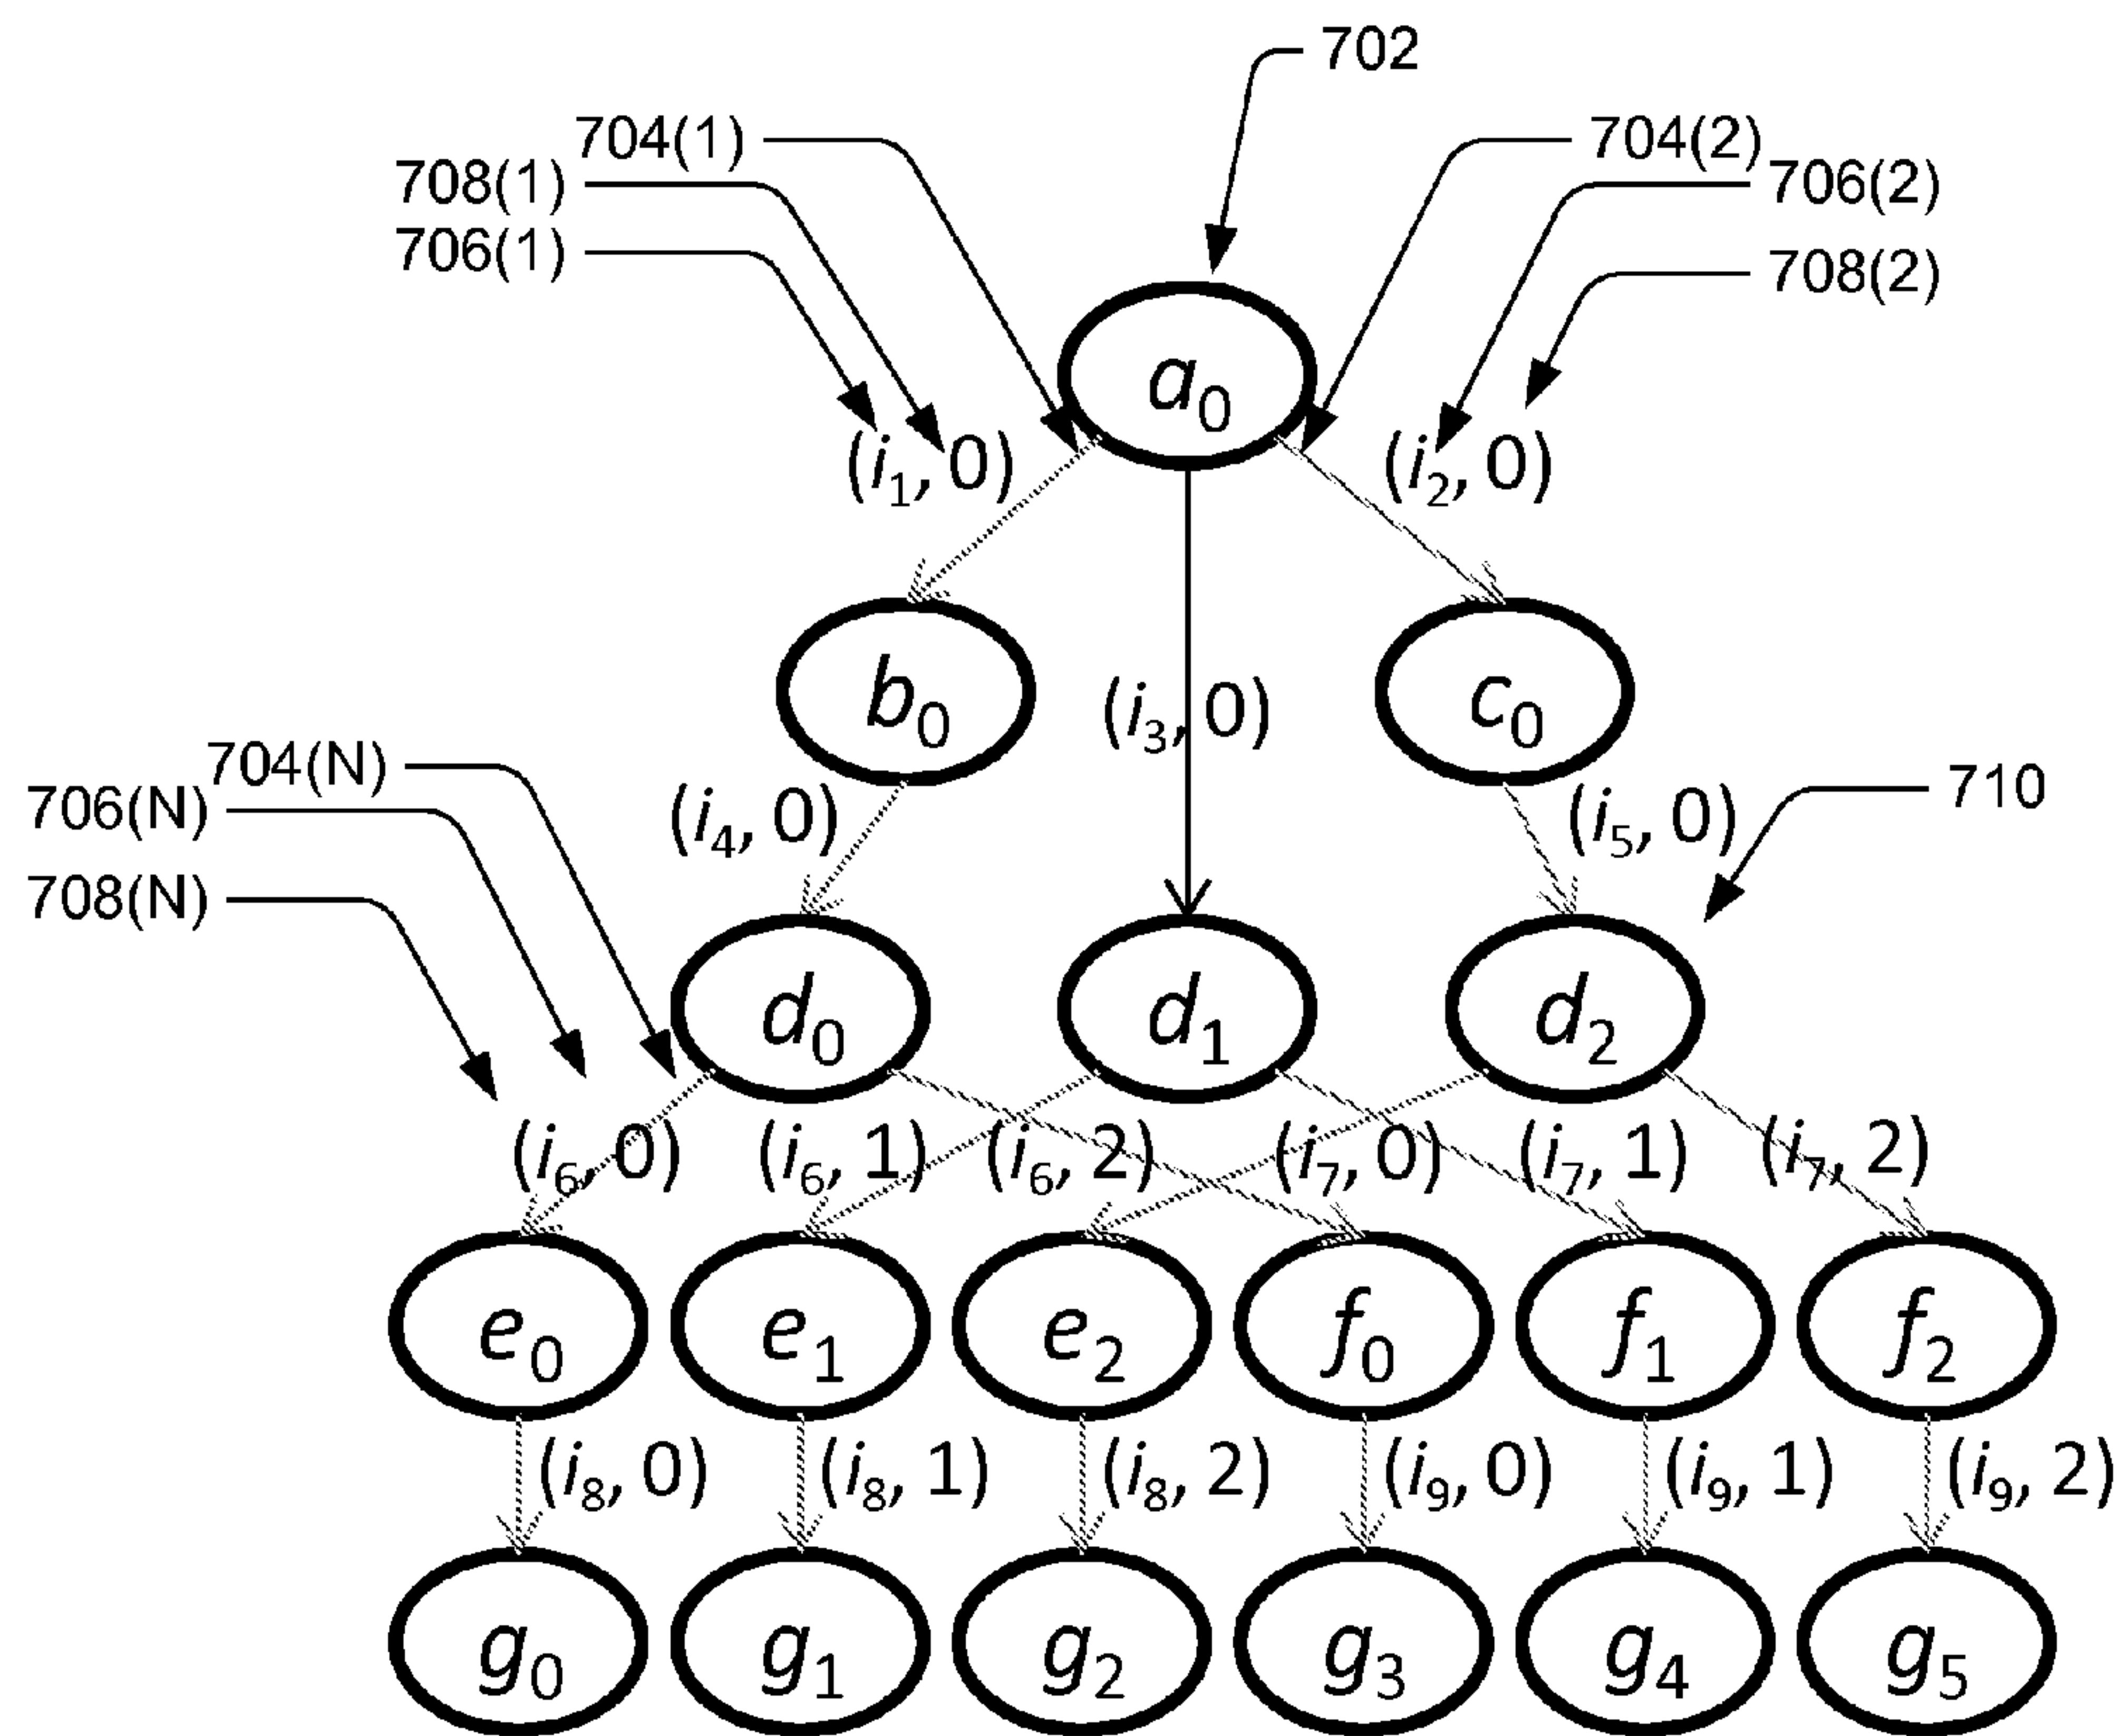 702
704(1) 704(2)
708(1) 706(2)
706(1) 708(2)
a0
(i1, 0) (i2, 0)
b0 (i3, 0) c0
704(N)
706(N) (i4, 0) (i5, 0) 710
708(N)
d0 d1 d2
(i6, 0) (i6, 1) (i6, 2) (i7, 0) (i7, 1) (i7, 2)
e0 e1 e2 f0 f1 f2
(i8, 0) (i8, 1) (i8, 2) (i9, 0) (i9, 1) (i9, 2)
g0 g1 g2 g3 g4 g5